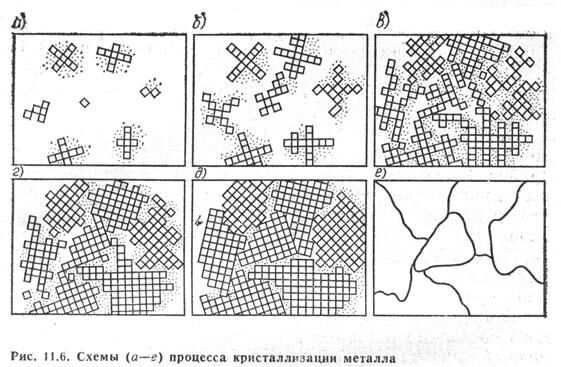 а) б) в)
г) д) е)
Рис. 11.6. Схемы (а—е) процесса кристаллизации металла